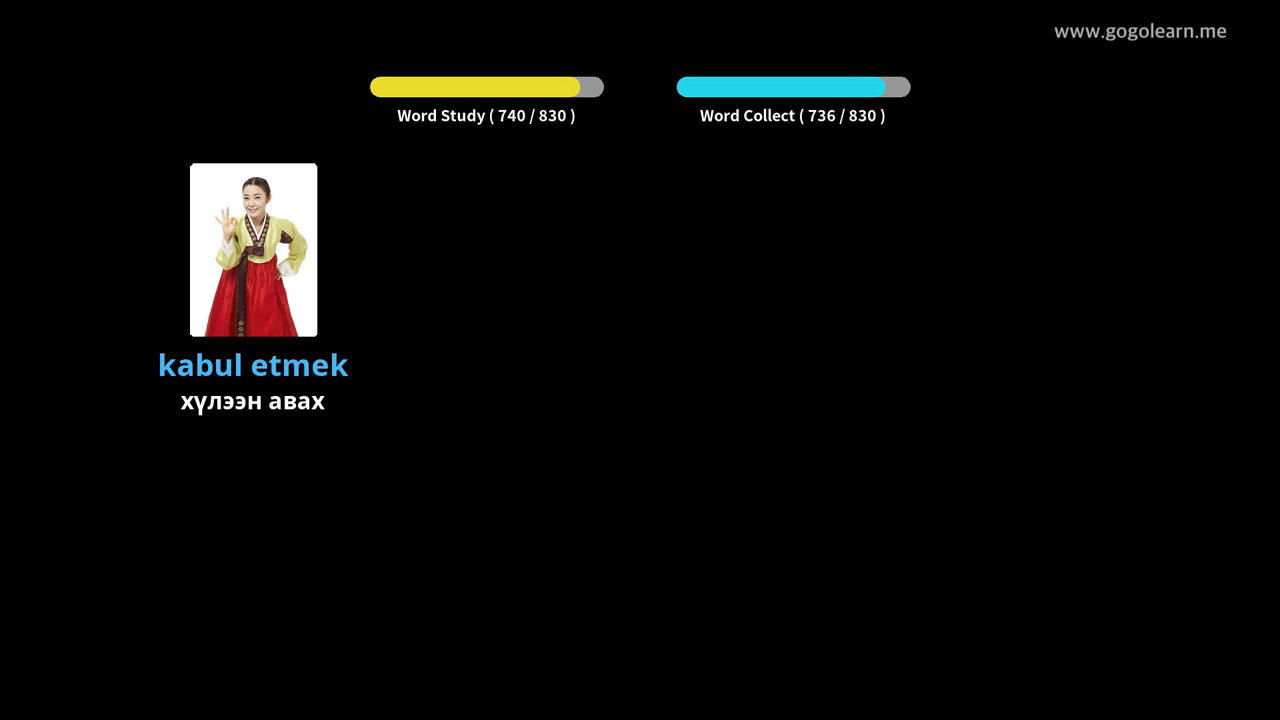 www.gogolearn.me
Word Study ( 740 / 830 )
Word Collect ( 736 / 830 )
kabul etmek
хүлээн авах